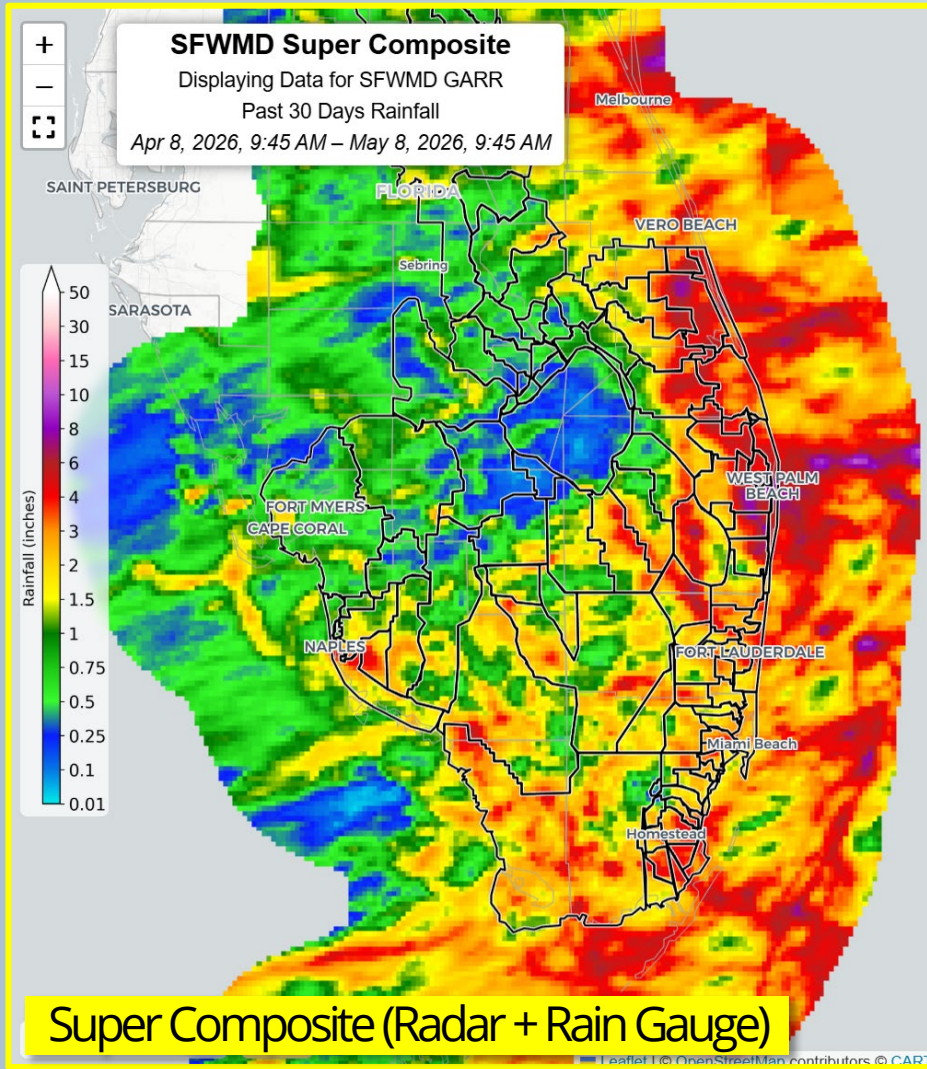 +
−
SFWMD Super Composite
Displaying Data for SFWMD GARR
Past 30 Days Rainfall
Apr 8, 2026, 9:45 AM – May 8, 2026, 9:45 AM
Melbourne
SAINT PETERSBURG
FLORIDA
VERO BEACH
Sebring
SARASOTA
50
30
15
10
8
6
4
3
2
1.5
1
0.75
0.5
0.25
0.1
0.01
Rainfall (inches)
WEST PALM
BEACH
FORT MYERS
CAPE CORAL
NAPLES
FORT LAUDERDALE
Miami Beach
Homestead
Super Composite (Radar + Rain Gauge)
Leaflet | © OpenStreetMap contributors © CART